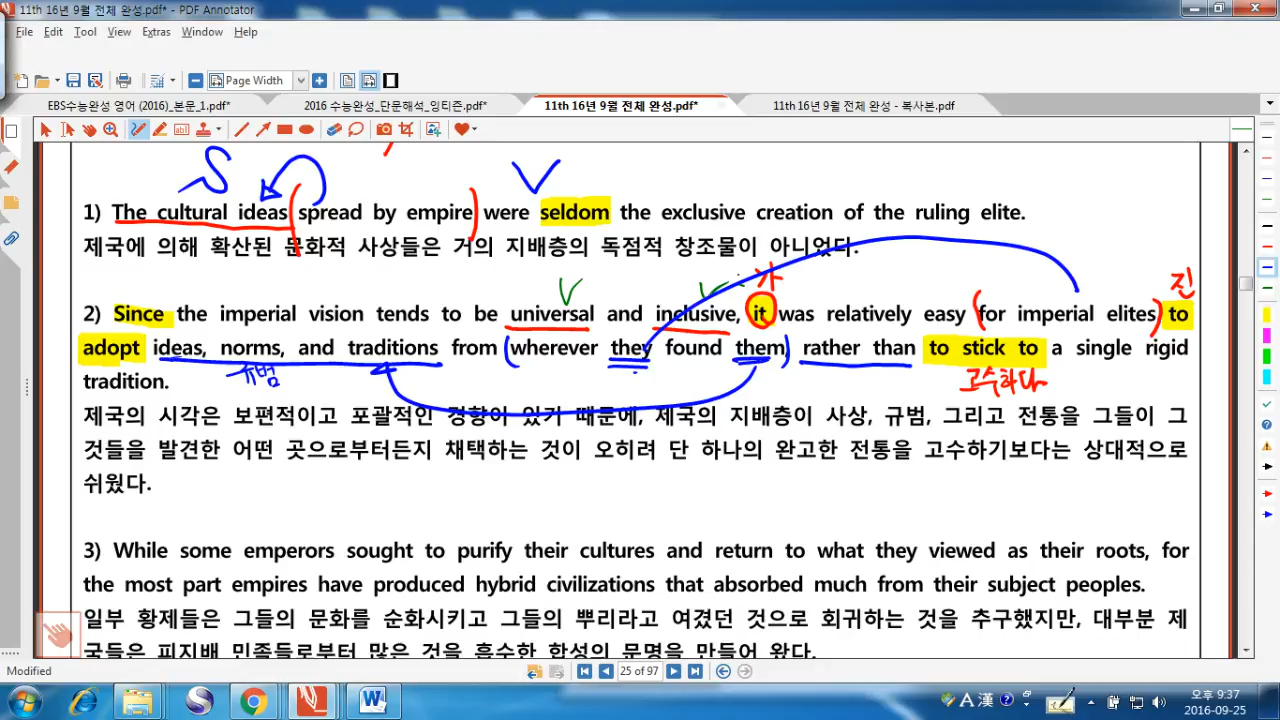 11th 16년 9월 전체 완성.pdf* - PDF Annotator
File Edit Tool View Extras Window Help
Page Width
EBS수능완성 영어 (2016)_본문_1.pdf*
2016 수능완성_단문해석_잉티즌.pdf*
11th 16년 9월 전체 완성.pdf*
11th 16년 9월 전체 완성 - 복사본.pdf
S V
1) The cultural ideas spread by empire were seldom the exclusive creation of the ruling elite.
제국에 의해 확산된 문화적 사상들은 거의 지배층의 독점적 창조물이 아니었다.
V 가 진
2) Since the imperial vision tends to be universal and inclusive, it was relatively easy (for imperial elites) to
adopt ideas, norms, and traditions from (wherever they found them) rather than to stick to a single rigid
규범 고수하다
tradition.
제국의 시각은 보편적이고 포괄적인 경향이 있기 때문에, 제국의 지배층이 사상, 규범, 그리고 전통을 그들이 그
것들을 발견한 어떤 곳으로부터든지 채택하는 것이 오히려 단 하나의 완고한 전통을 고수하기보다는 상대적으로
쉬웠다.
3) While some emperors sought to purify their cultures and return to what they viewed as their roots, for
the most part empires have produced hybrid civilizations that absorbed much from their subject peoples.
일부 황제들은 그들의 문화를 순화시키고 그들의 뿌리라고 여겼던 것으로 회귀하는 것을 추구했지만, 대부분 제
국들은 피지배 민족들로부터 많은 것을 흡수한 합성의 문명을 만들어 왔다.
Modified
25 of 97
A 漢
오후 9:37
2016-09-25